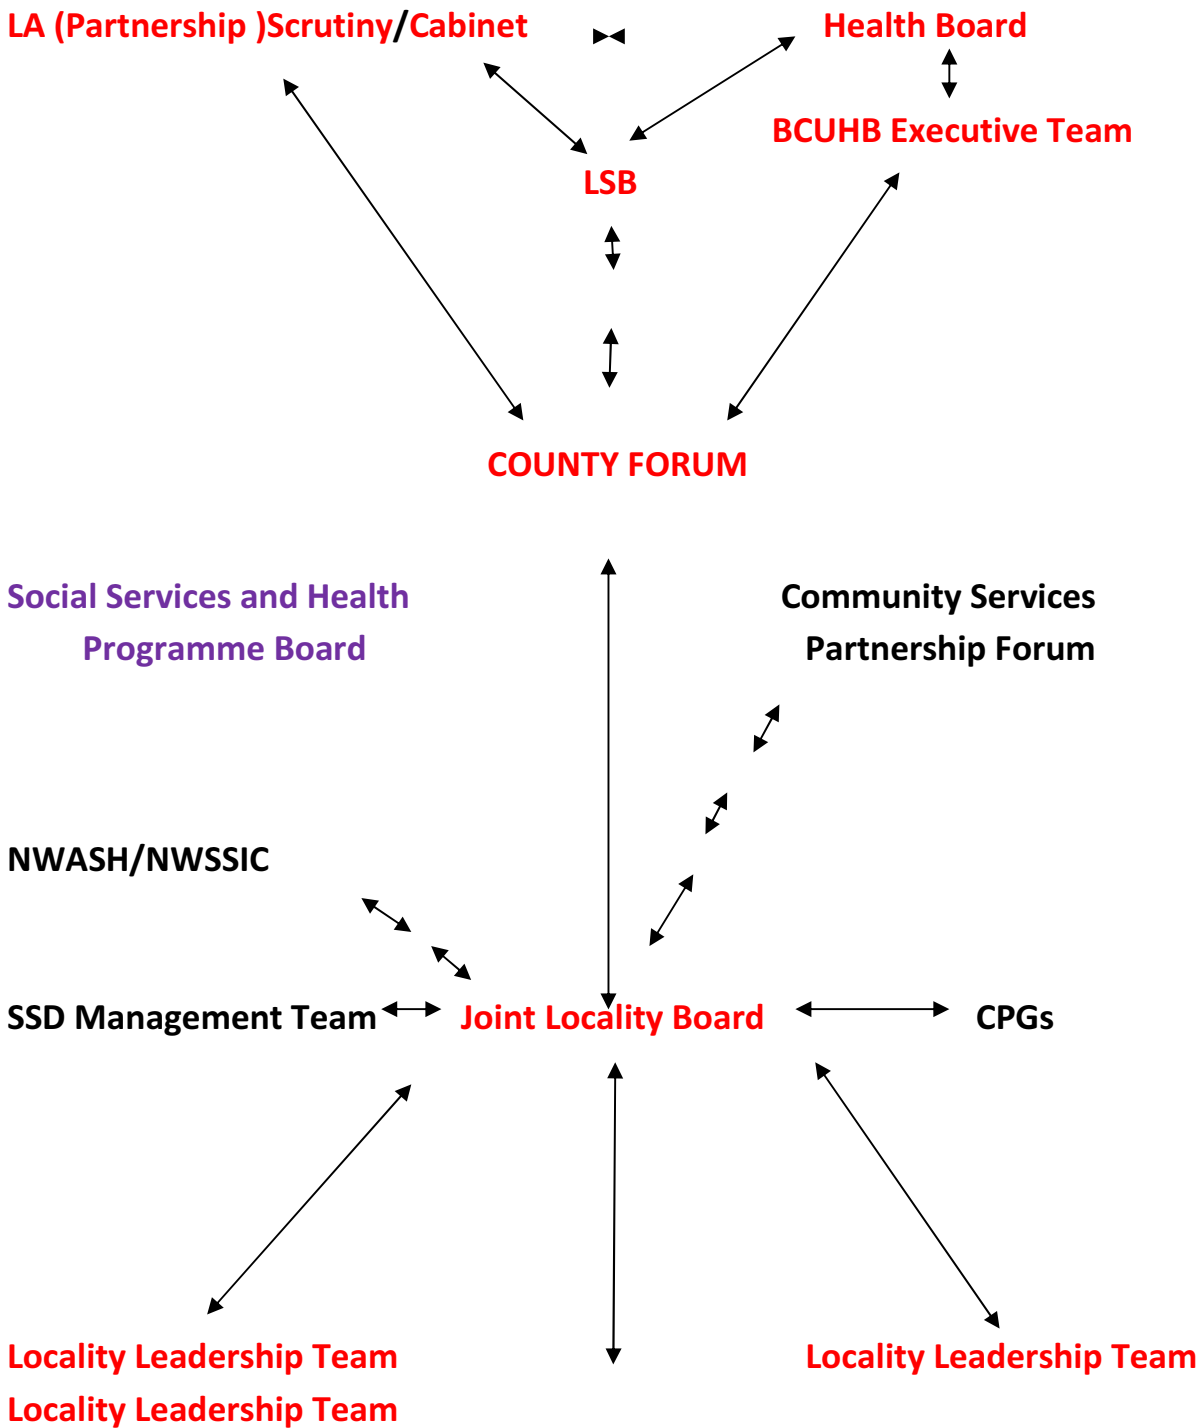 LA (Partnership )Scrutiny/Cabinet
Health Board
BCUHB Executive Team
LSB
COUNTY FORUM
Social Services and Health
Programme Board
Community Services
Partnership Forum
NWASH/NWSSIC
SSD Management Team
Joint Locality Board
CPGs
Locality Leadership Team
Locality Leadership Team
Locality Leadership Team